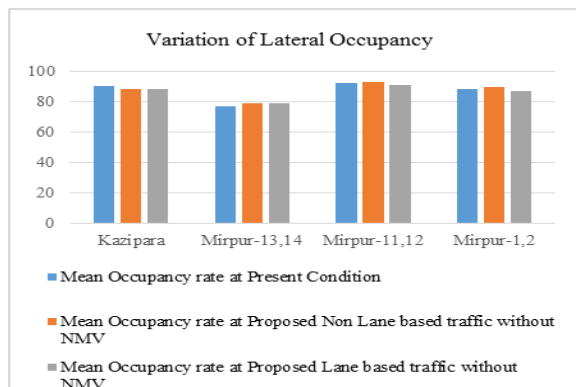 Variation of Lateral Occupancy
100
80
60
40
20
0
Kazipara
Mirpur-13,14
Mirpur-11,12
Mirpur-1,2
Mean Occupancy rate at Present Condition
Mean Occupancy rate at Proposed Non Lane based traffic without
NMV
Mean Occupancy rate at Proposed Lane based traffic without
NMV